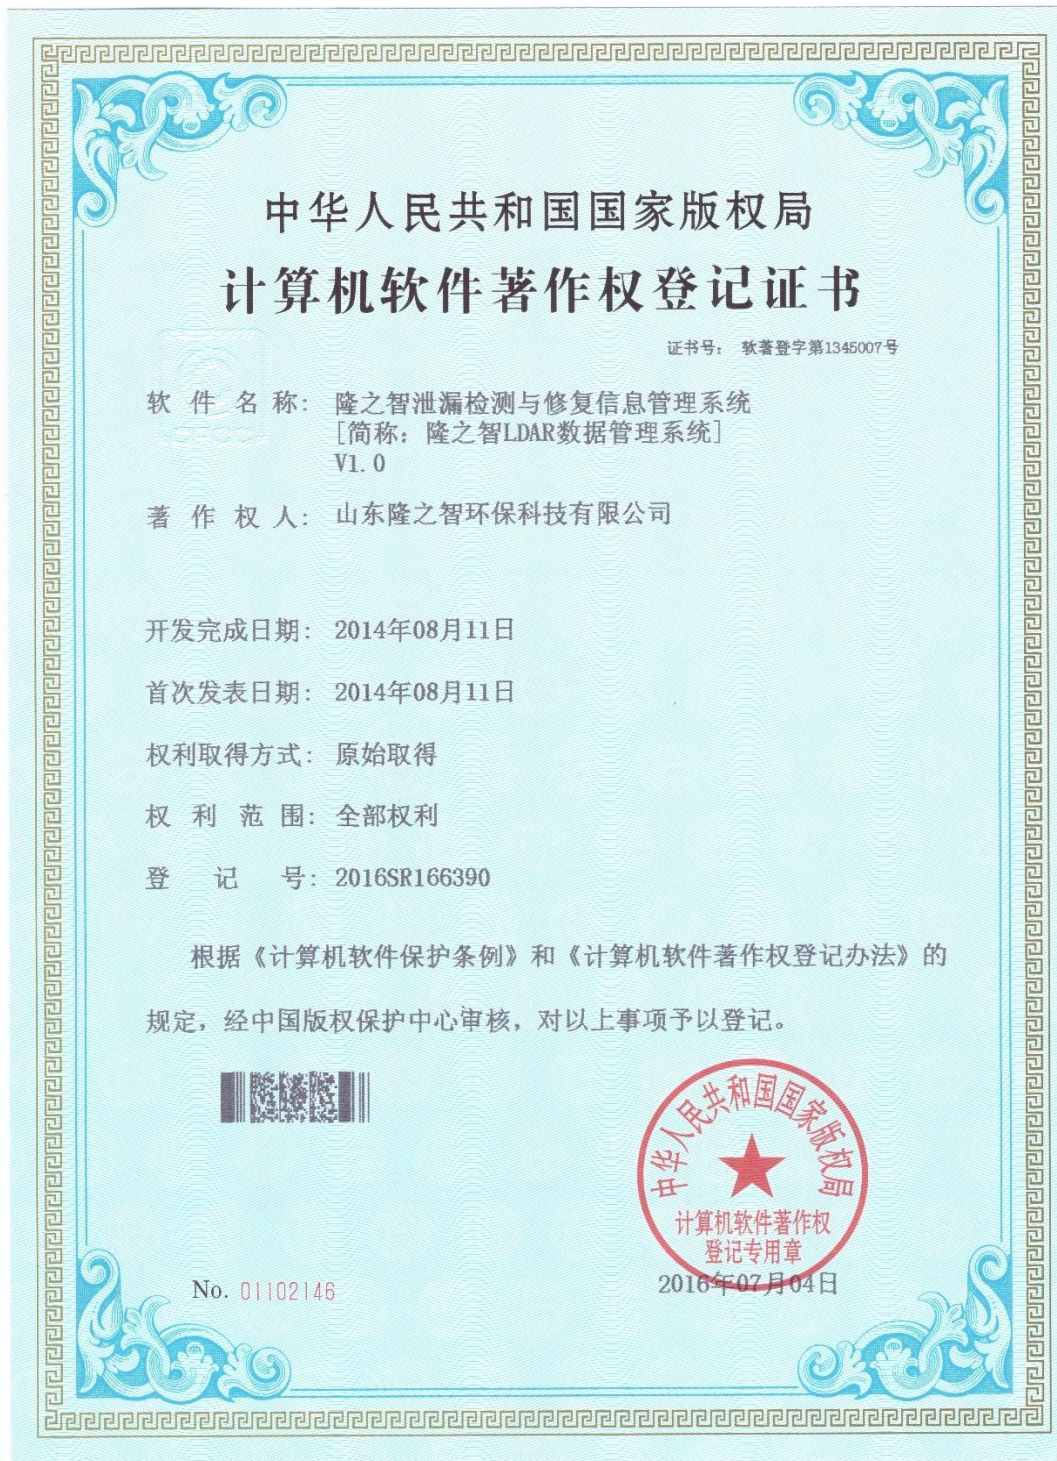 中华人民共和国国家版权局
计算机软件著作权登记证书
证书号： 软著登字第1345007号
软件名称： 隆之智泄漏检测与修复信息管理系统
[简称：隆之智LDAR数据管理系统]
V1.0
著作权人： 山东隆之智环保科技有限公司
开发完成日期： 2014年08月11日
首次发表日期： 2014年08月11日
权利取得方式： 原始取得
权利范围： 全部权利
登记号： 2016SR166390
根据《计算机软件保护条例》和《计算机软件著作权登记办法》的
规定，经中国版权保护中心审核，对以上事项予以登记。
中华人民共和国国家版权局
计算机软件著作权
登记专用章
No. 01102146
2016年07月04日